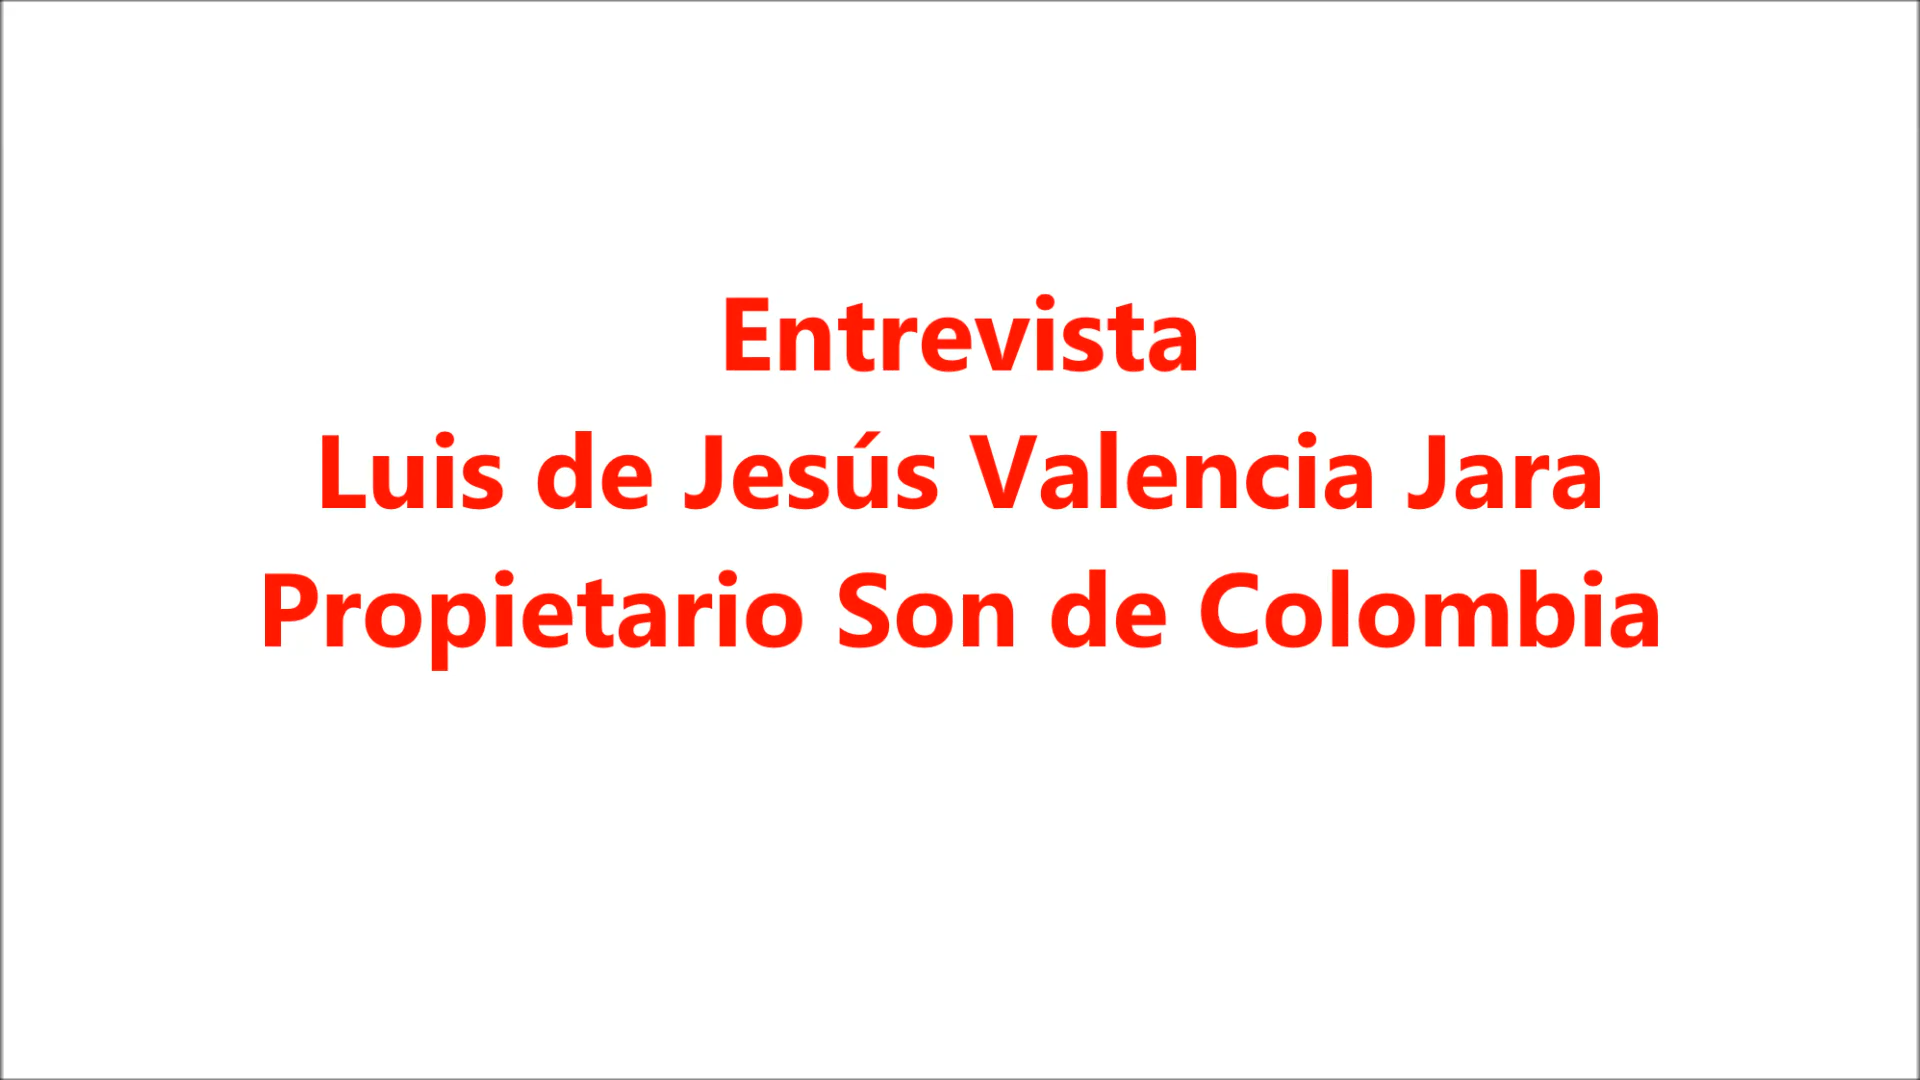 Entrevista
Luis de Jesús Valencia Jara
Propietario Son de Colombia